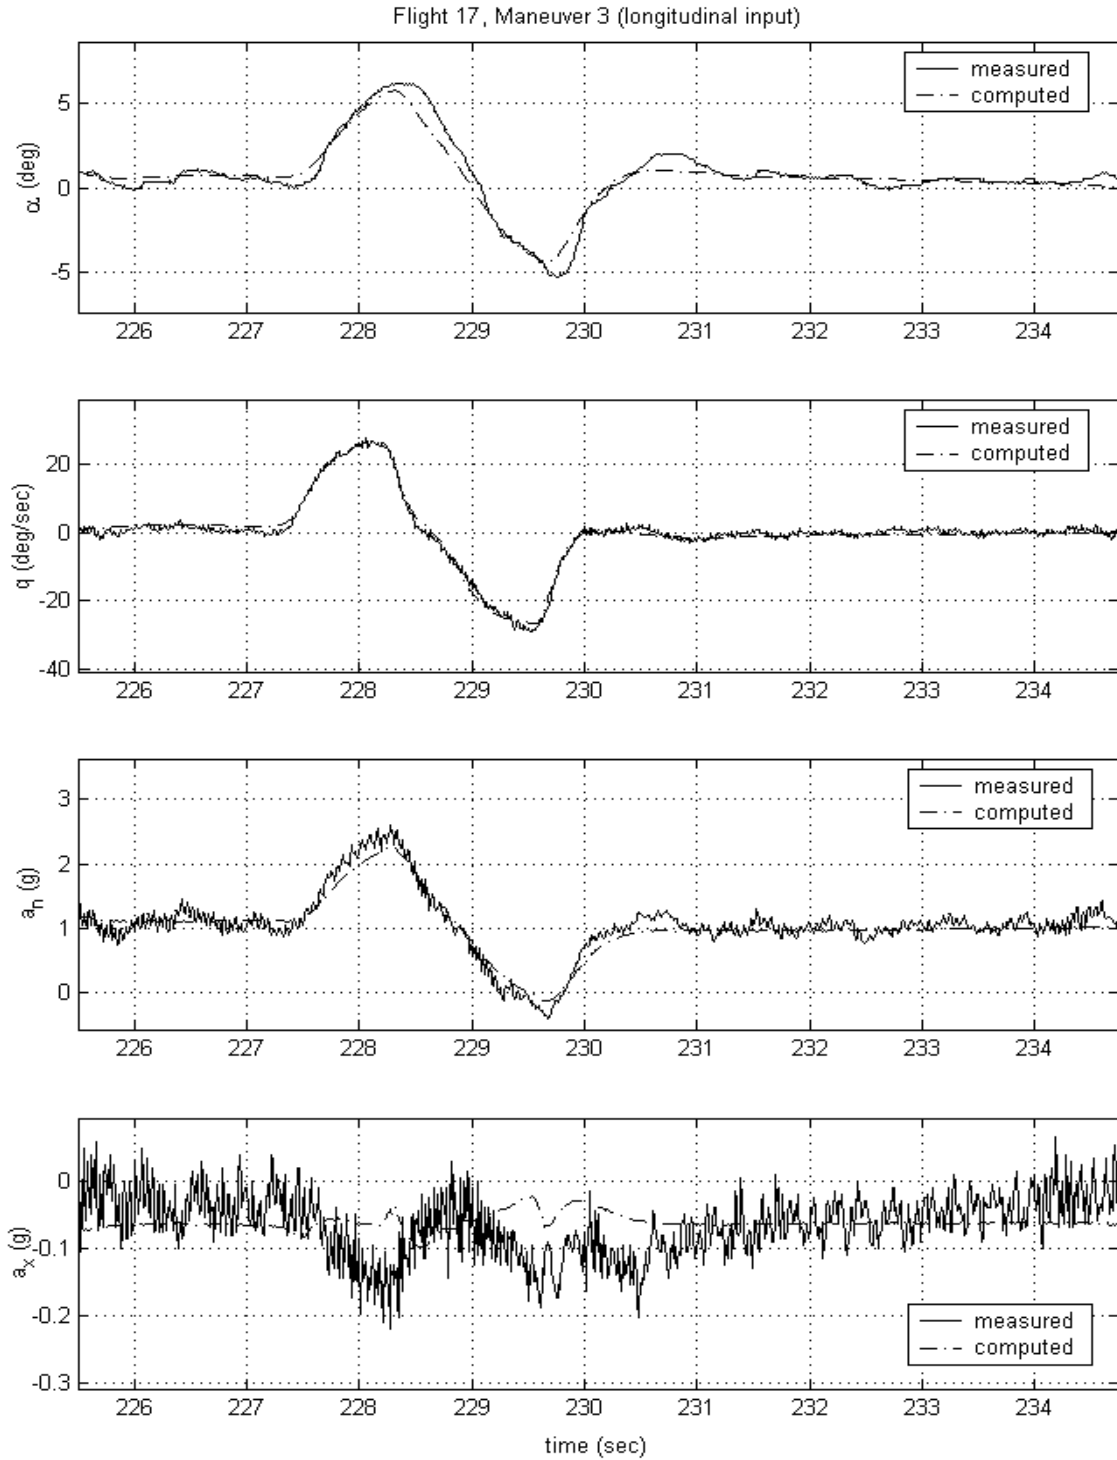 Flight 17, Maneuver 3 (longitudinal input)
measured
computed
5
0
-5
α (deg)
226 227 228 229 230 231 232 233 234
measured
computed
20
0
-20
-40
q (deg/sec)
226 227 228 229 230 231 232 233 234
measured
computed
3
2
1
0
a_n (g)
226 227 228 229 230 231 232 233 234
0
-0.1
-0.2
-0.3
a_x (g)
measured
computed
226 227 228 229 230 231 232 233 234
time (sec)